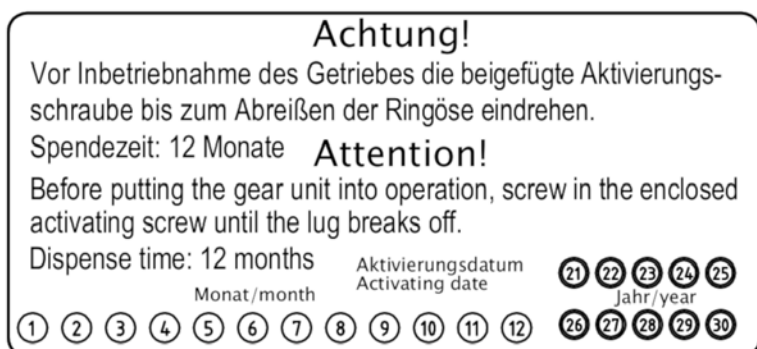 Achtung!
Vor Inbetriebnahme des Getriebes die beigefügte Aktivierungs-
schraube bis zum Abreißen der Ringöse eindrehen.
Spendezeit: 12 Monate Attention!
Before putting the gear unit into operation, screw in the enclosed
activating screw until the lug breaks off.
Dispense time: 12 months
Aktivierungsdatum
Activating date
21 22 23 24 25
Monat/month
Jahr/year
1 2 3 4 5 6 7 8 9 10 11 12
26 27 28 29 30